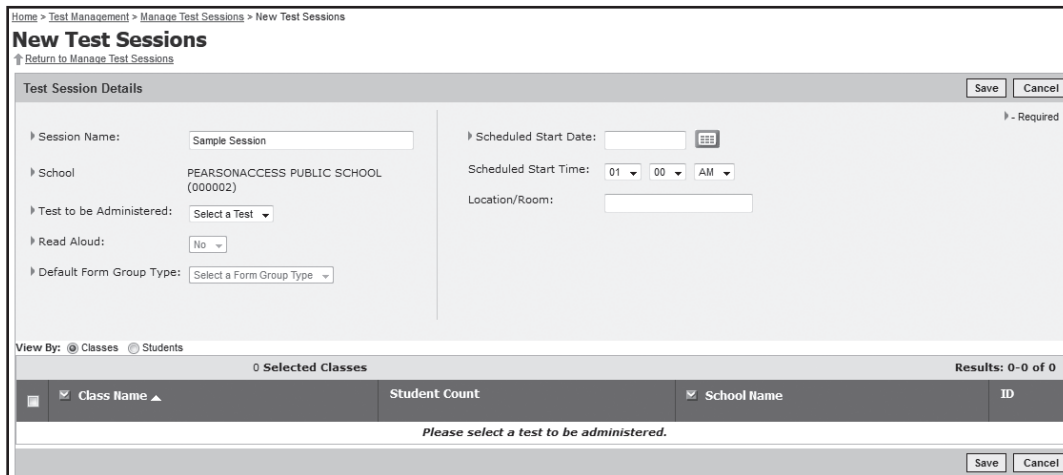 Home > Test Management > Manage Test Sessions > New Test Sessions
New Test Sessions
Return to Manage Test Sessions
Test Session Details
Save Cancel
- Required
Session Name: Sample Session
School PEARSONACCESS PUBLIC SCHOOL
(000002)
Test to be Administered: Select a Test
Read Aloud: No
Default Form Group Type: Select a Form Group Type
Scheduled Start Date:
Scheduled Start Time: 01 00 AM
Location/Room:
View By: Classes Students
0 Selected Classes Results: 0-0 of 0
Class Name Student Count School Name ID
Please select a test to be administered.
Save Cancel